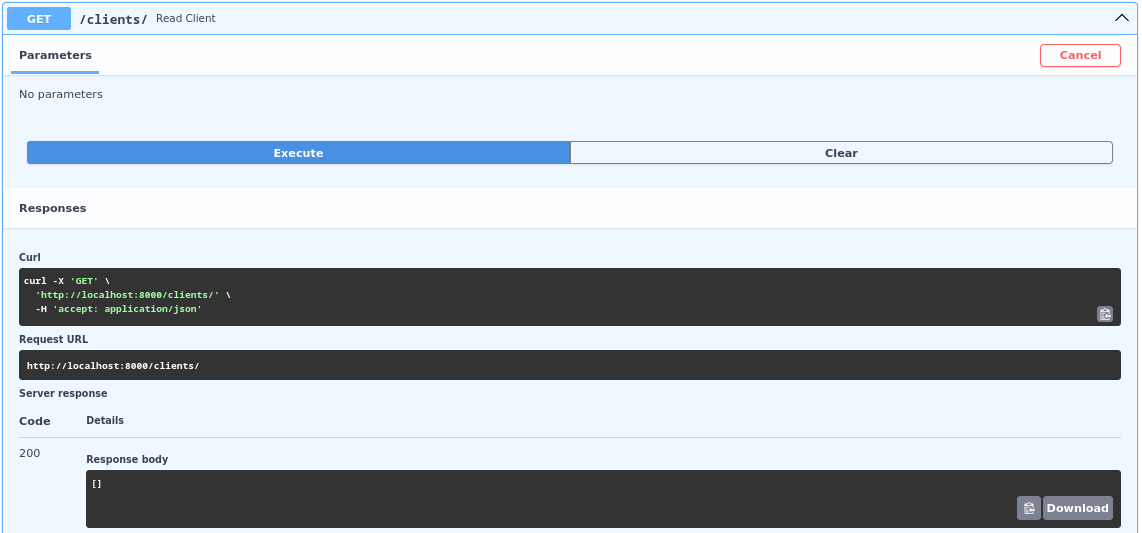 GET /clients/ Read Client
Parameters
Cancel
No parameters
Execute
Clear
Responses
Curl
curl -X 'GET' \
'http://localhost:8000/clients/' \
-H 'accept: application/json'
Request URL
http://localhost:8000/clients/
Server response
Code
Details
200
Response body
[]
Download